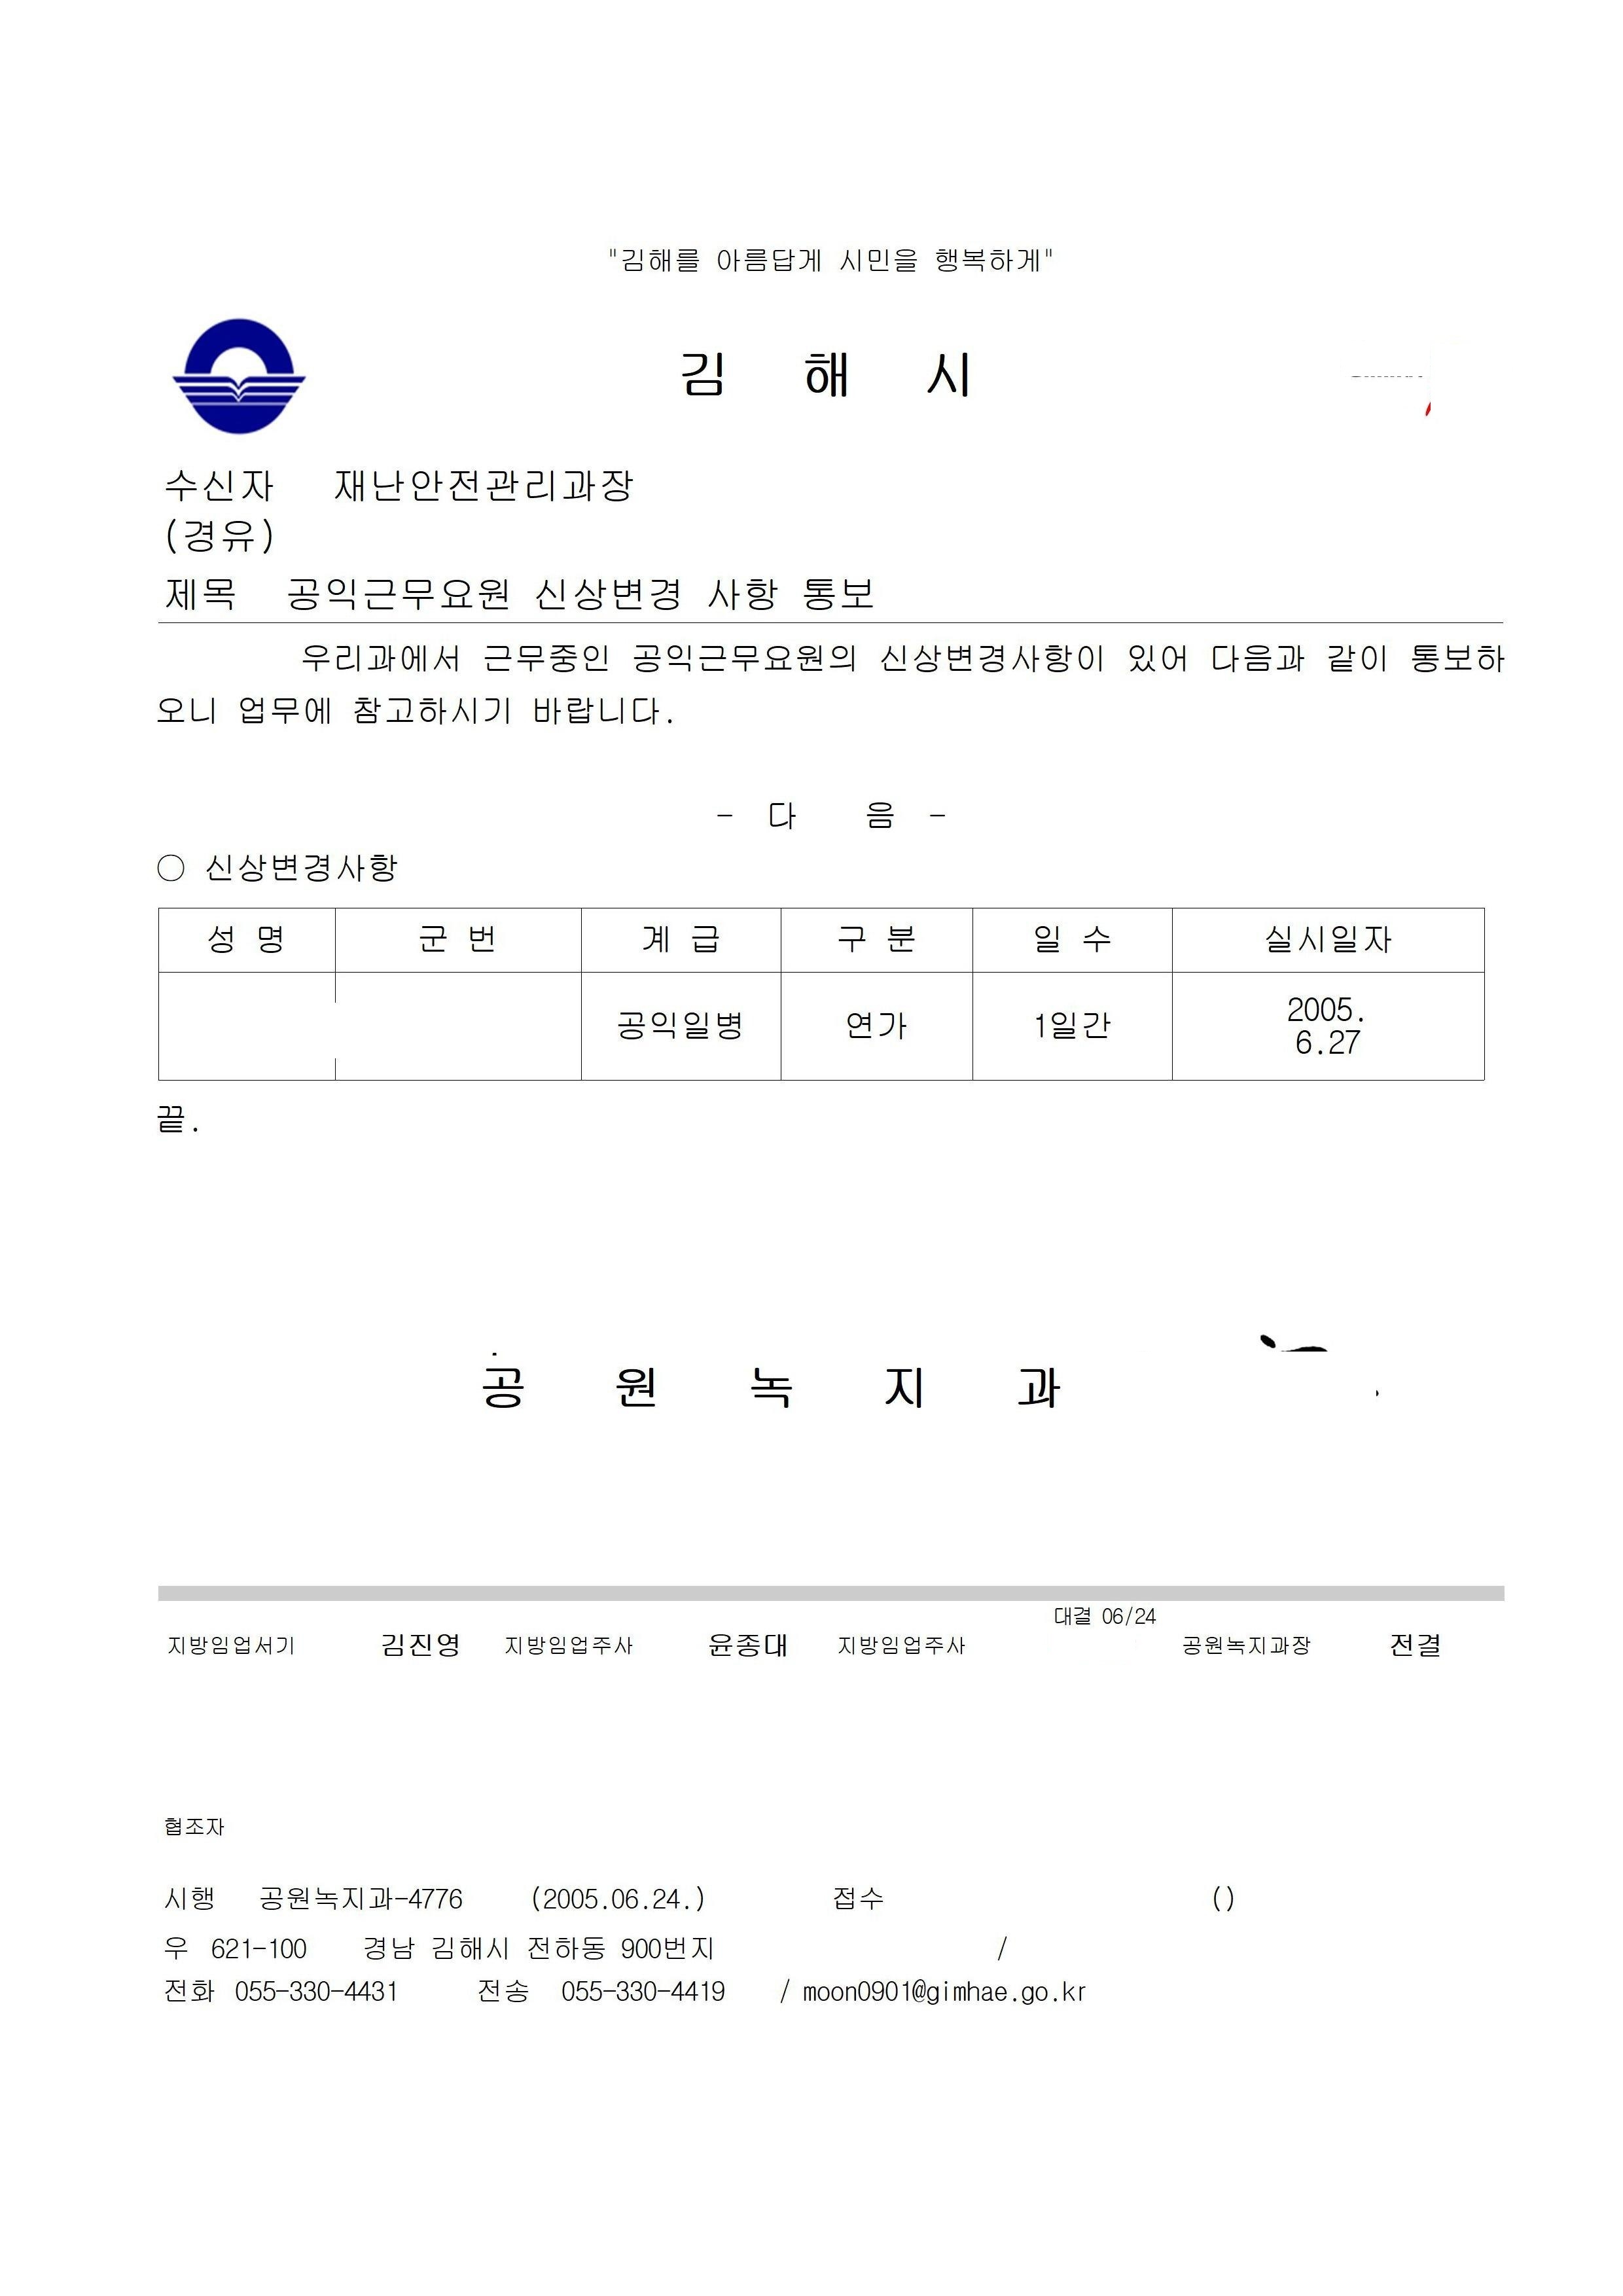 "김해를 아름답게 시민을 행복하게"
김 해 시
수신자 재난안전관리과장
(경유)
제목 공익근무요원 신상변경 사항 통보
우리과에서 근무중인 공익근무요원의 신상변경사항이 있어 다음과 같이 통보하
오니 업무에 참고하시기 바랍니다.
- 다 음 -
○ 신상변경사항
성 명 군 번 계 급 구 분 일 수 실시일자
공익일병 연가 1일간 2005.
6.27
끝.
공 원 녹 지 과
대결 06/24
지방임업서기 김진영 지방임업주사 윤종대 지방임업주사 공원녹지과장 전결
협조자
시행 공원녹지과-4776 (2005.06.24.) 접수 ()
우 621-100 경남 김해시 전하동 900번지 /
전화 055-330-4431 전송 055-330-4419 / moon0901@gimhae.go.kr